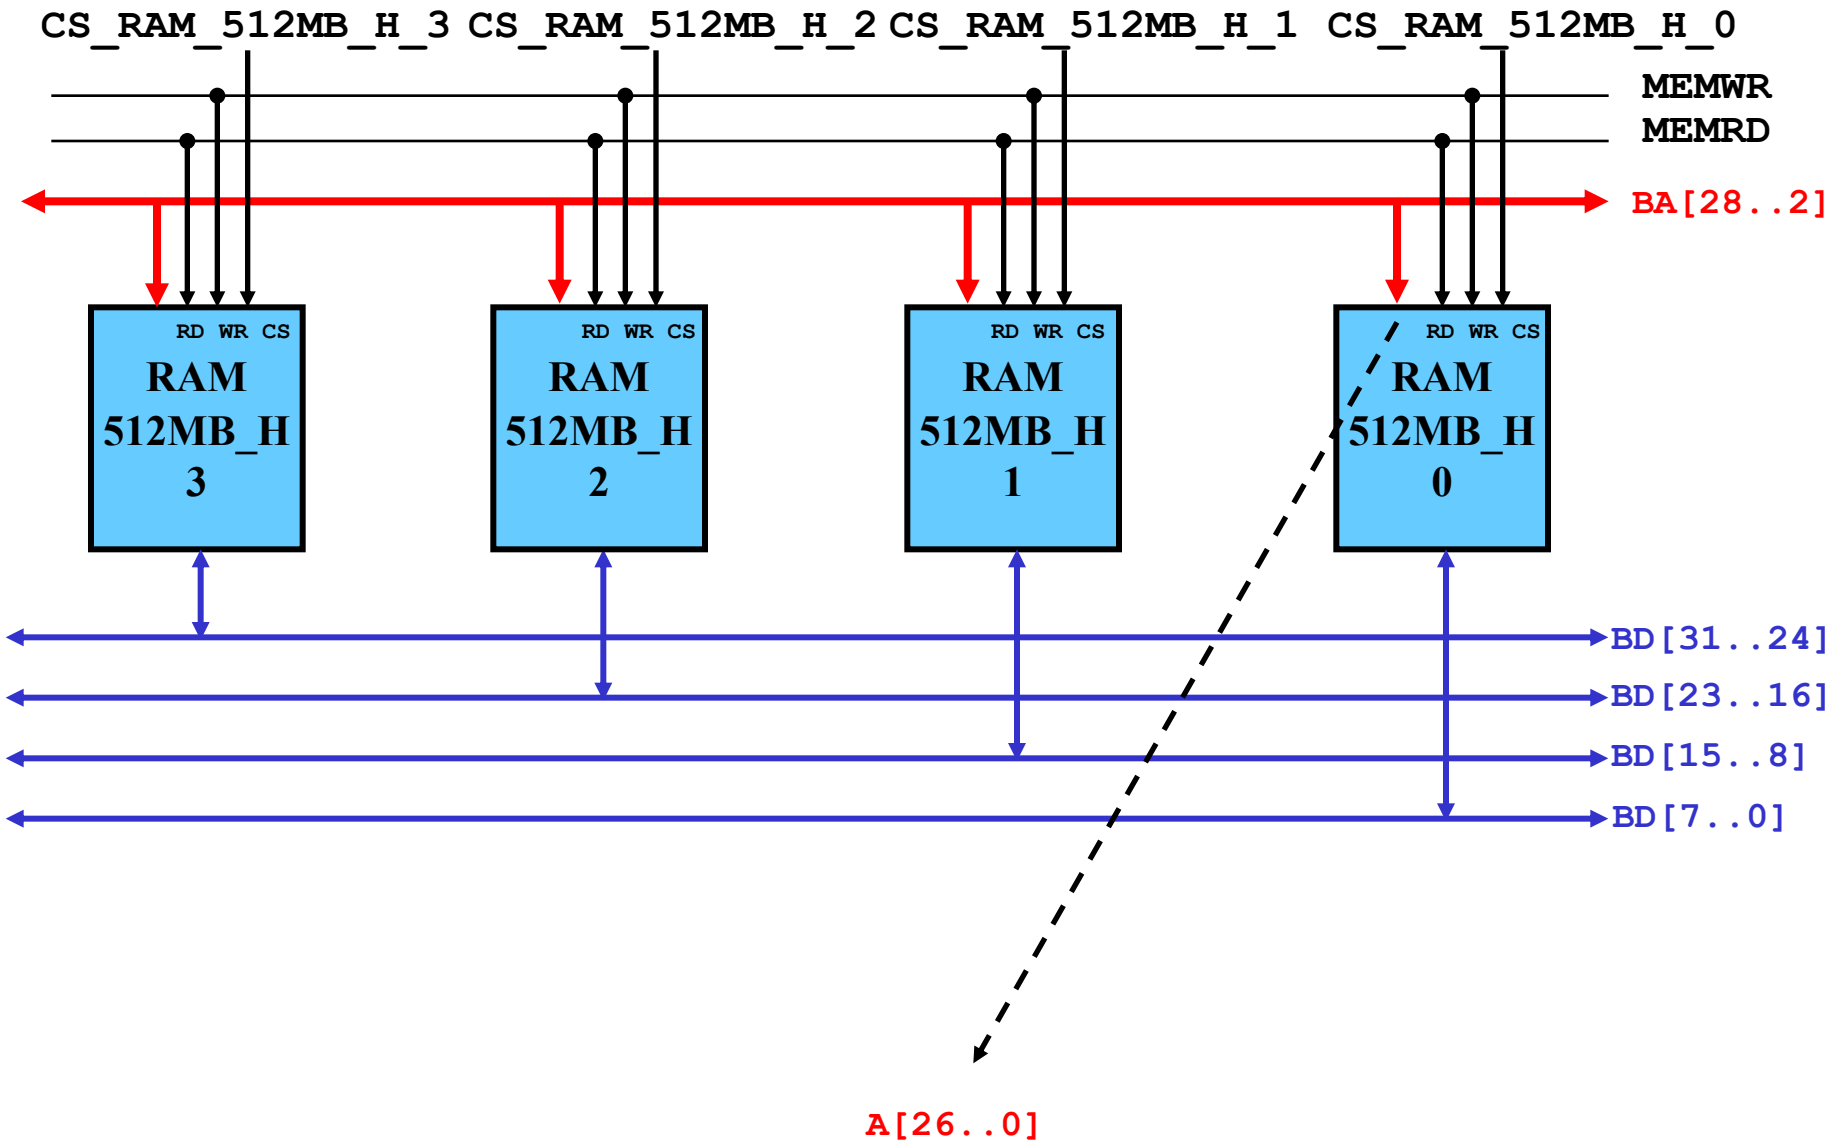 CS_RAM_512MB_H_3 CS_RAM_512MB_H_2 CS_RAM_512MB_H_1 CS_RAM_512MB_H_0
MEMWR
MEMRD
BA[28..2]
RD WR CS RD WR CS RD WR CS RD WR CS
RAM RAM RAM RAM
512MB_H 512MB_H 512MB_H 512MB_H
3 2 1 0
BD[31..24]
BD[23..16]
BD[15..8]
BD[7..0]
A[26..0]